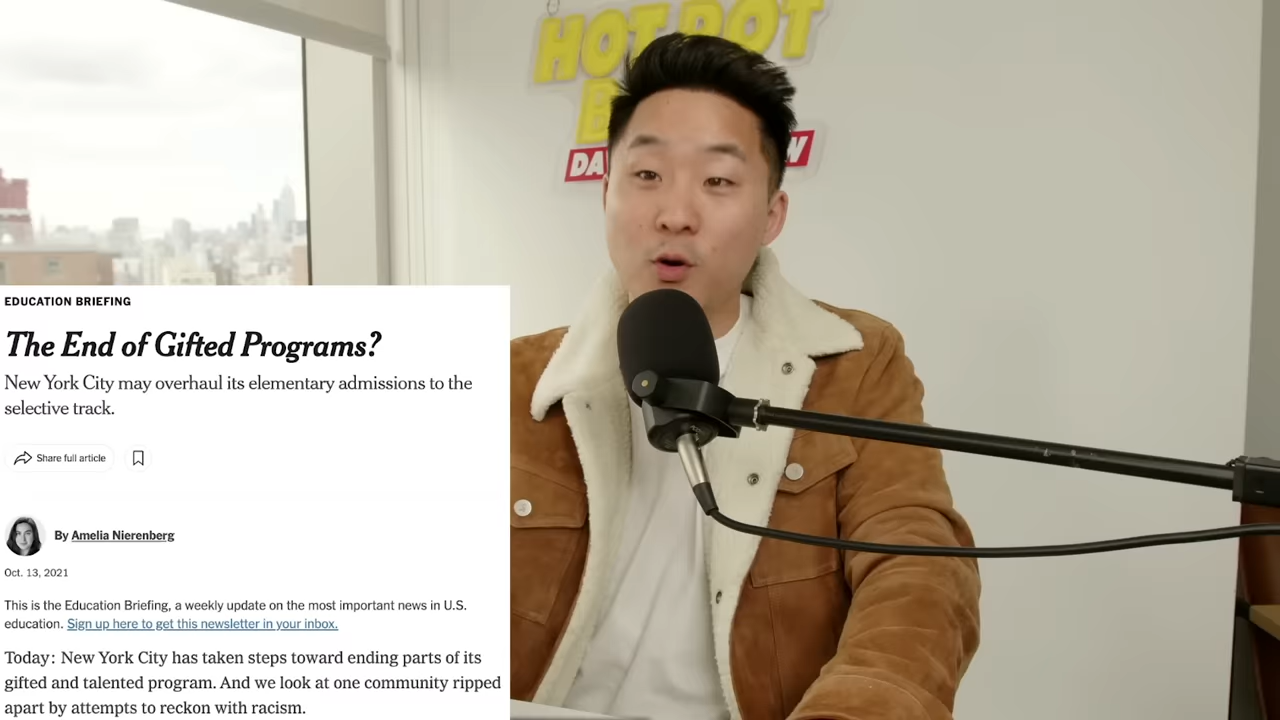 HOT POT
B
DA
W
EDUCATION BRIEFING
The End of Gifted Programs?
New York City may overhaul its elementary admissions to the
selective track.
Share full article
By Amelia Nierenberg
Oct. 13, 2021
This is the Education Briefing, a weekly update on the most important news in U.S.
education. Sign up here to get this newsletter in your inbox.
Today: New York City has taken steps toward ending parts of its
gifted and talented program. And we look at one community ripped
apart by attempts to reckon with racism.